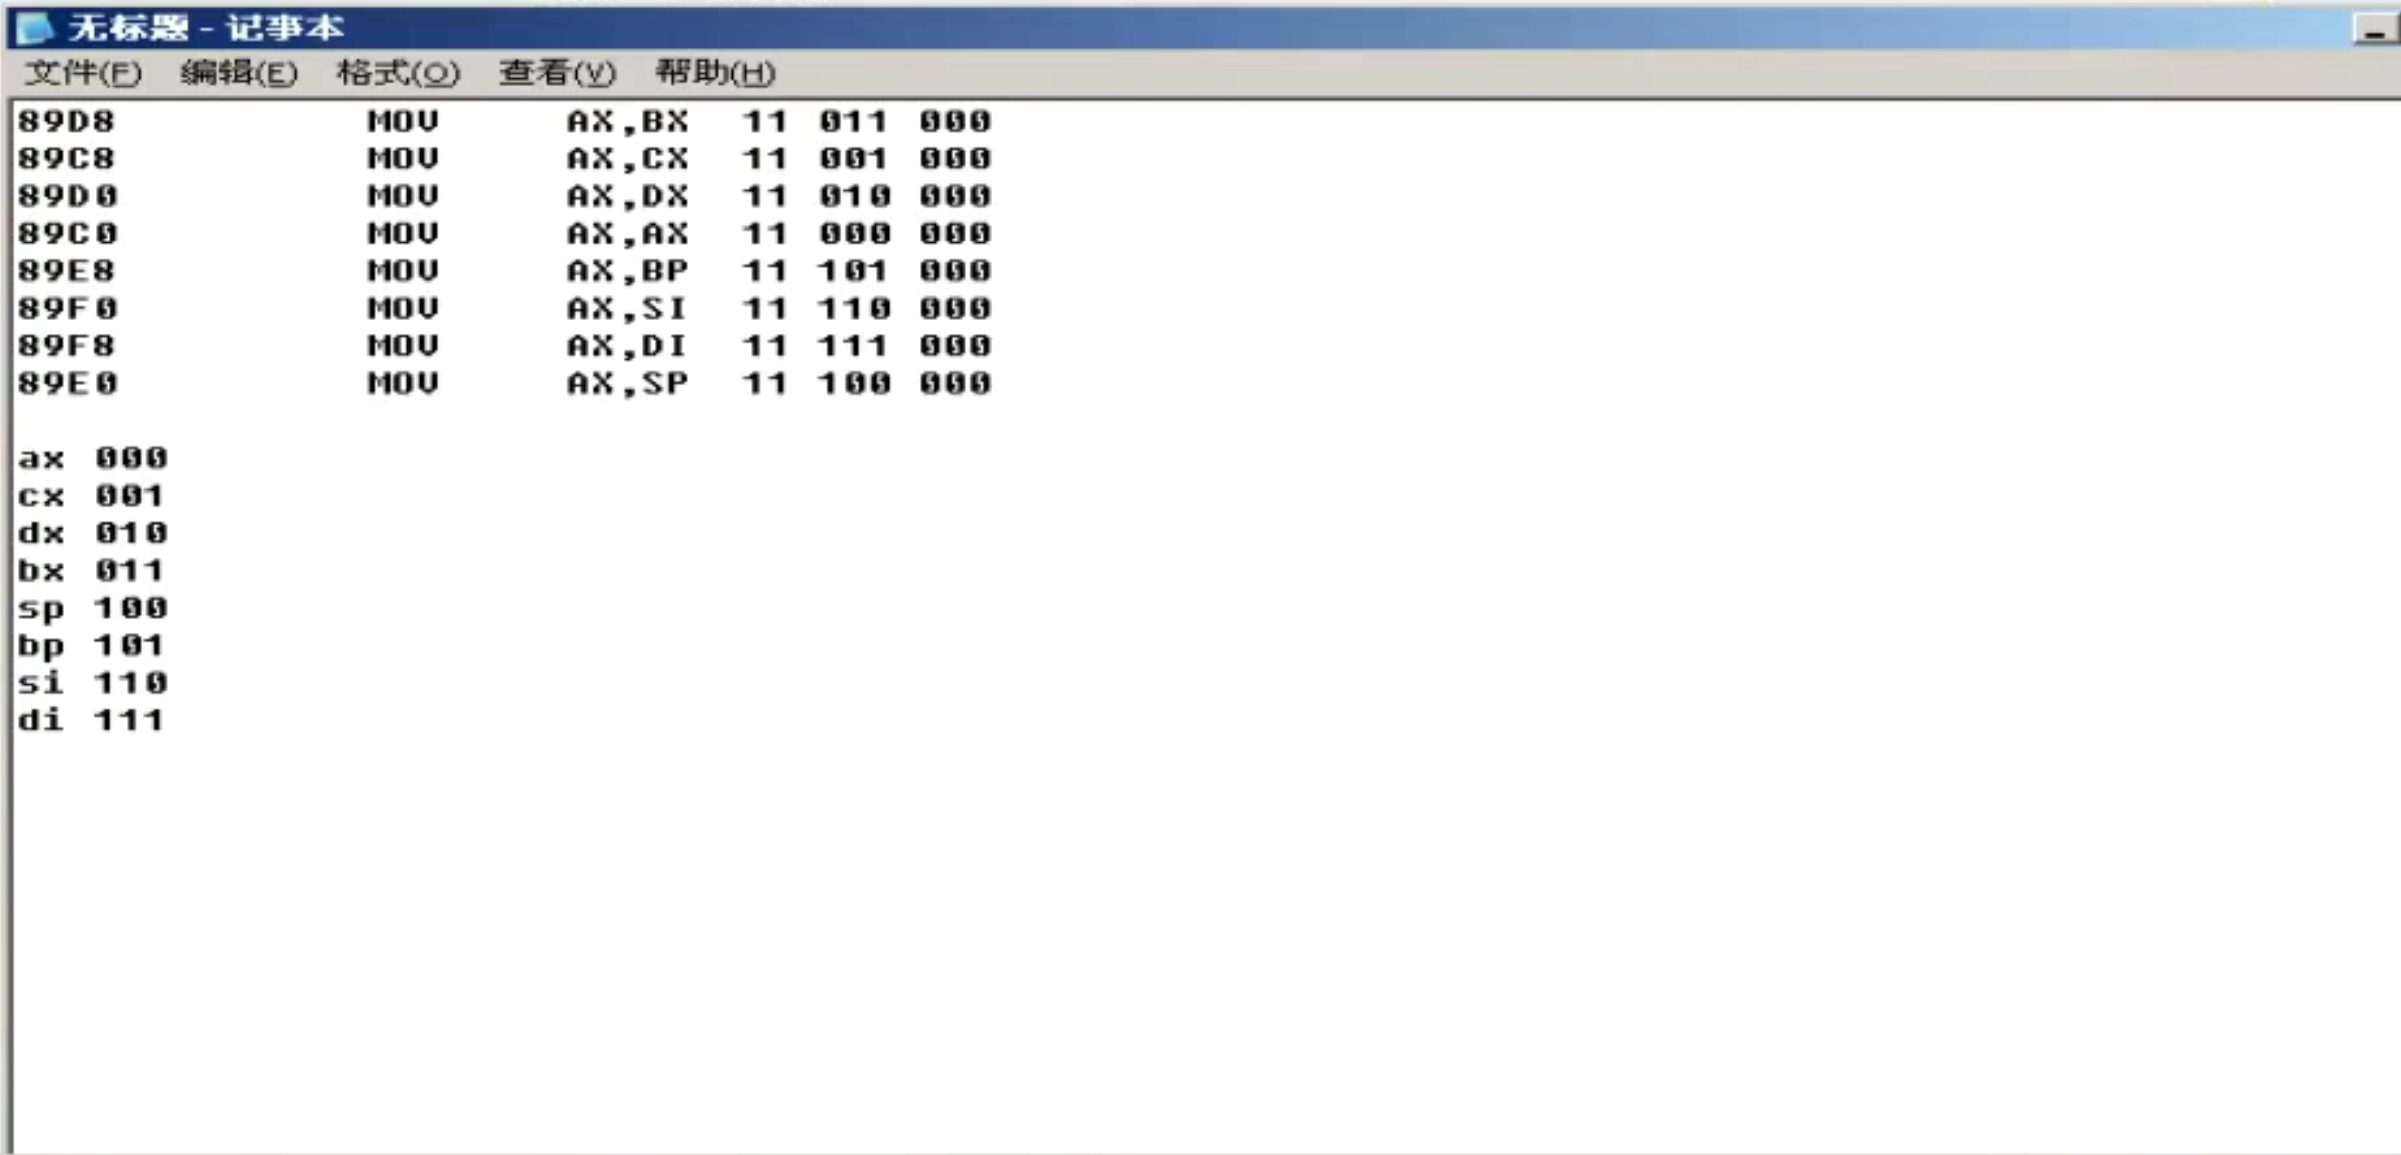 无标题 - 记事本
文件(F) 编辑(E) 格式(O) 查看(V) 帮助(H)
89D8 MOV AX,BX 11 011 000
89C8 MOV AX,CX 11 001 000
89D0 MOV AX,DX 11 010 000
89C0 MOV AX,AX 11 000 000
89E8 MOV AX,BP 11 101 000
89F0 MOV AX,SI 11 110 000
89F8 MOV AX,DI 11 111 000
89E0 MOV AX,SP 11 100 000
ax 000
cx 001
dx 010
bx 011
sp 100
bp 101
si 110
di 111